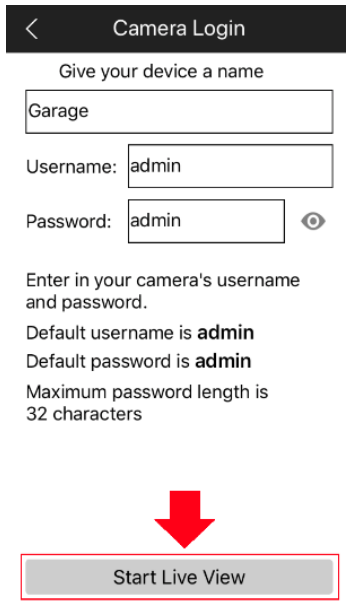 Camera Login
Give your device a name
Garage
Username: admin
Password: admin
Enter in your camera's username
and password.
Default username is admin
Default password is admin
Maximum password length is
32 characters
Start Live View